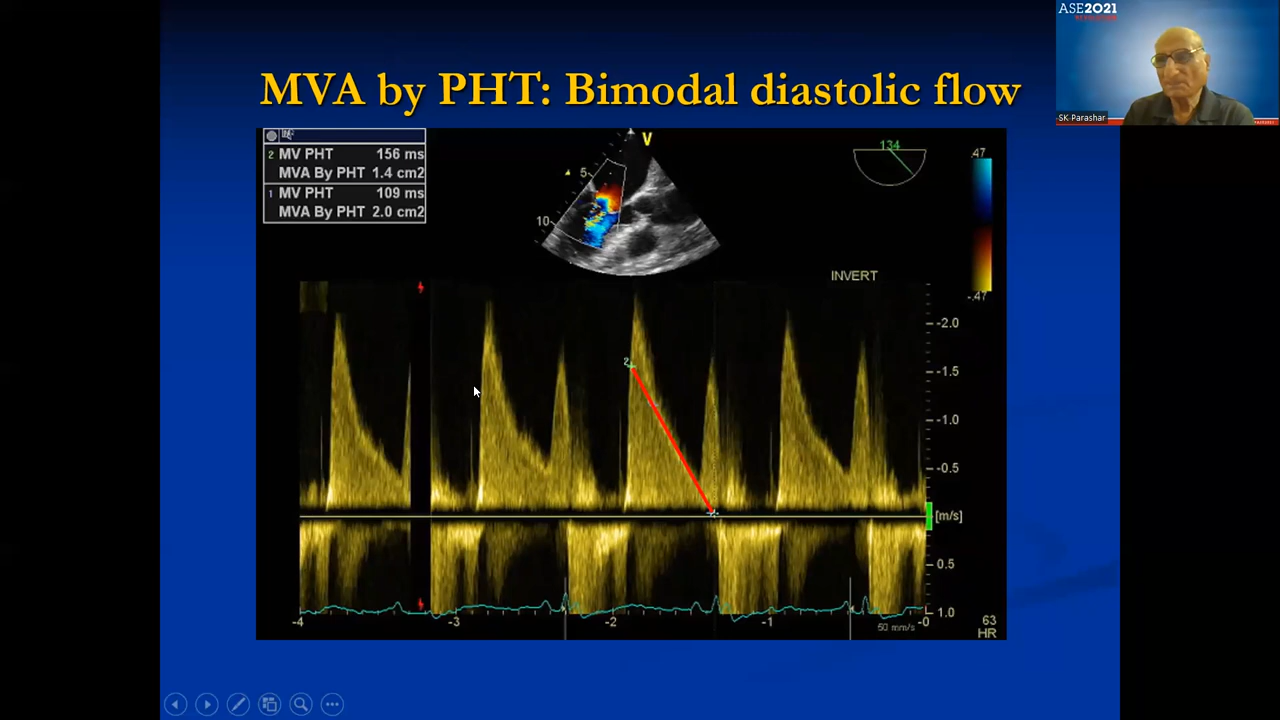 ASE2021
MVA by PHT: Bimodal diastolic flow
SK Parashar
2 MV PHT 156 ms
MVA By PHT 1.4 cm2
1 MV PHT 109 ms
MVA By PHT 2.0 cm2
V
5
10
134
.47
-.47
INVERT
2
-2.0
-1.5
-1.0
-0.5
[m/s]
0.5
1.0
-4
-3
-2
-1
-0
50 mm/s
63
HR